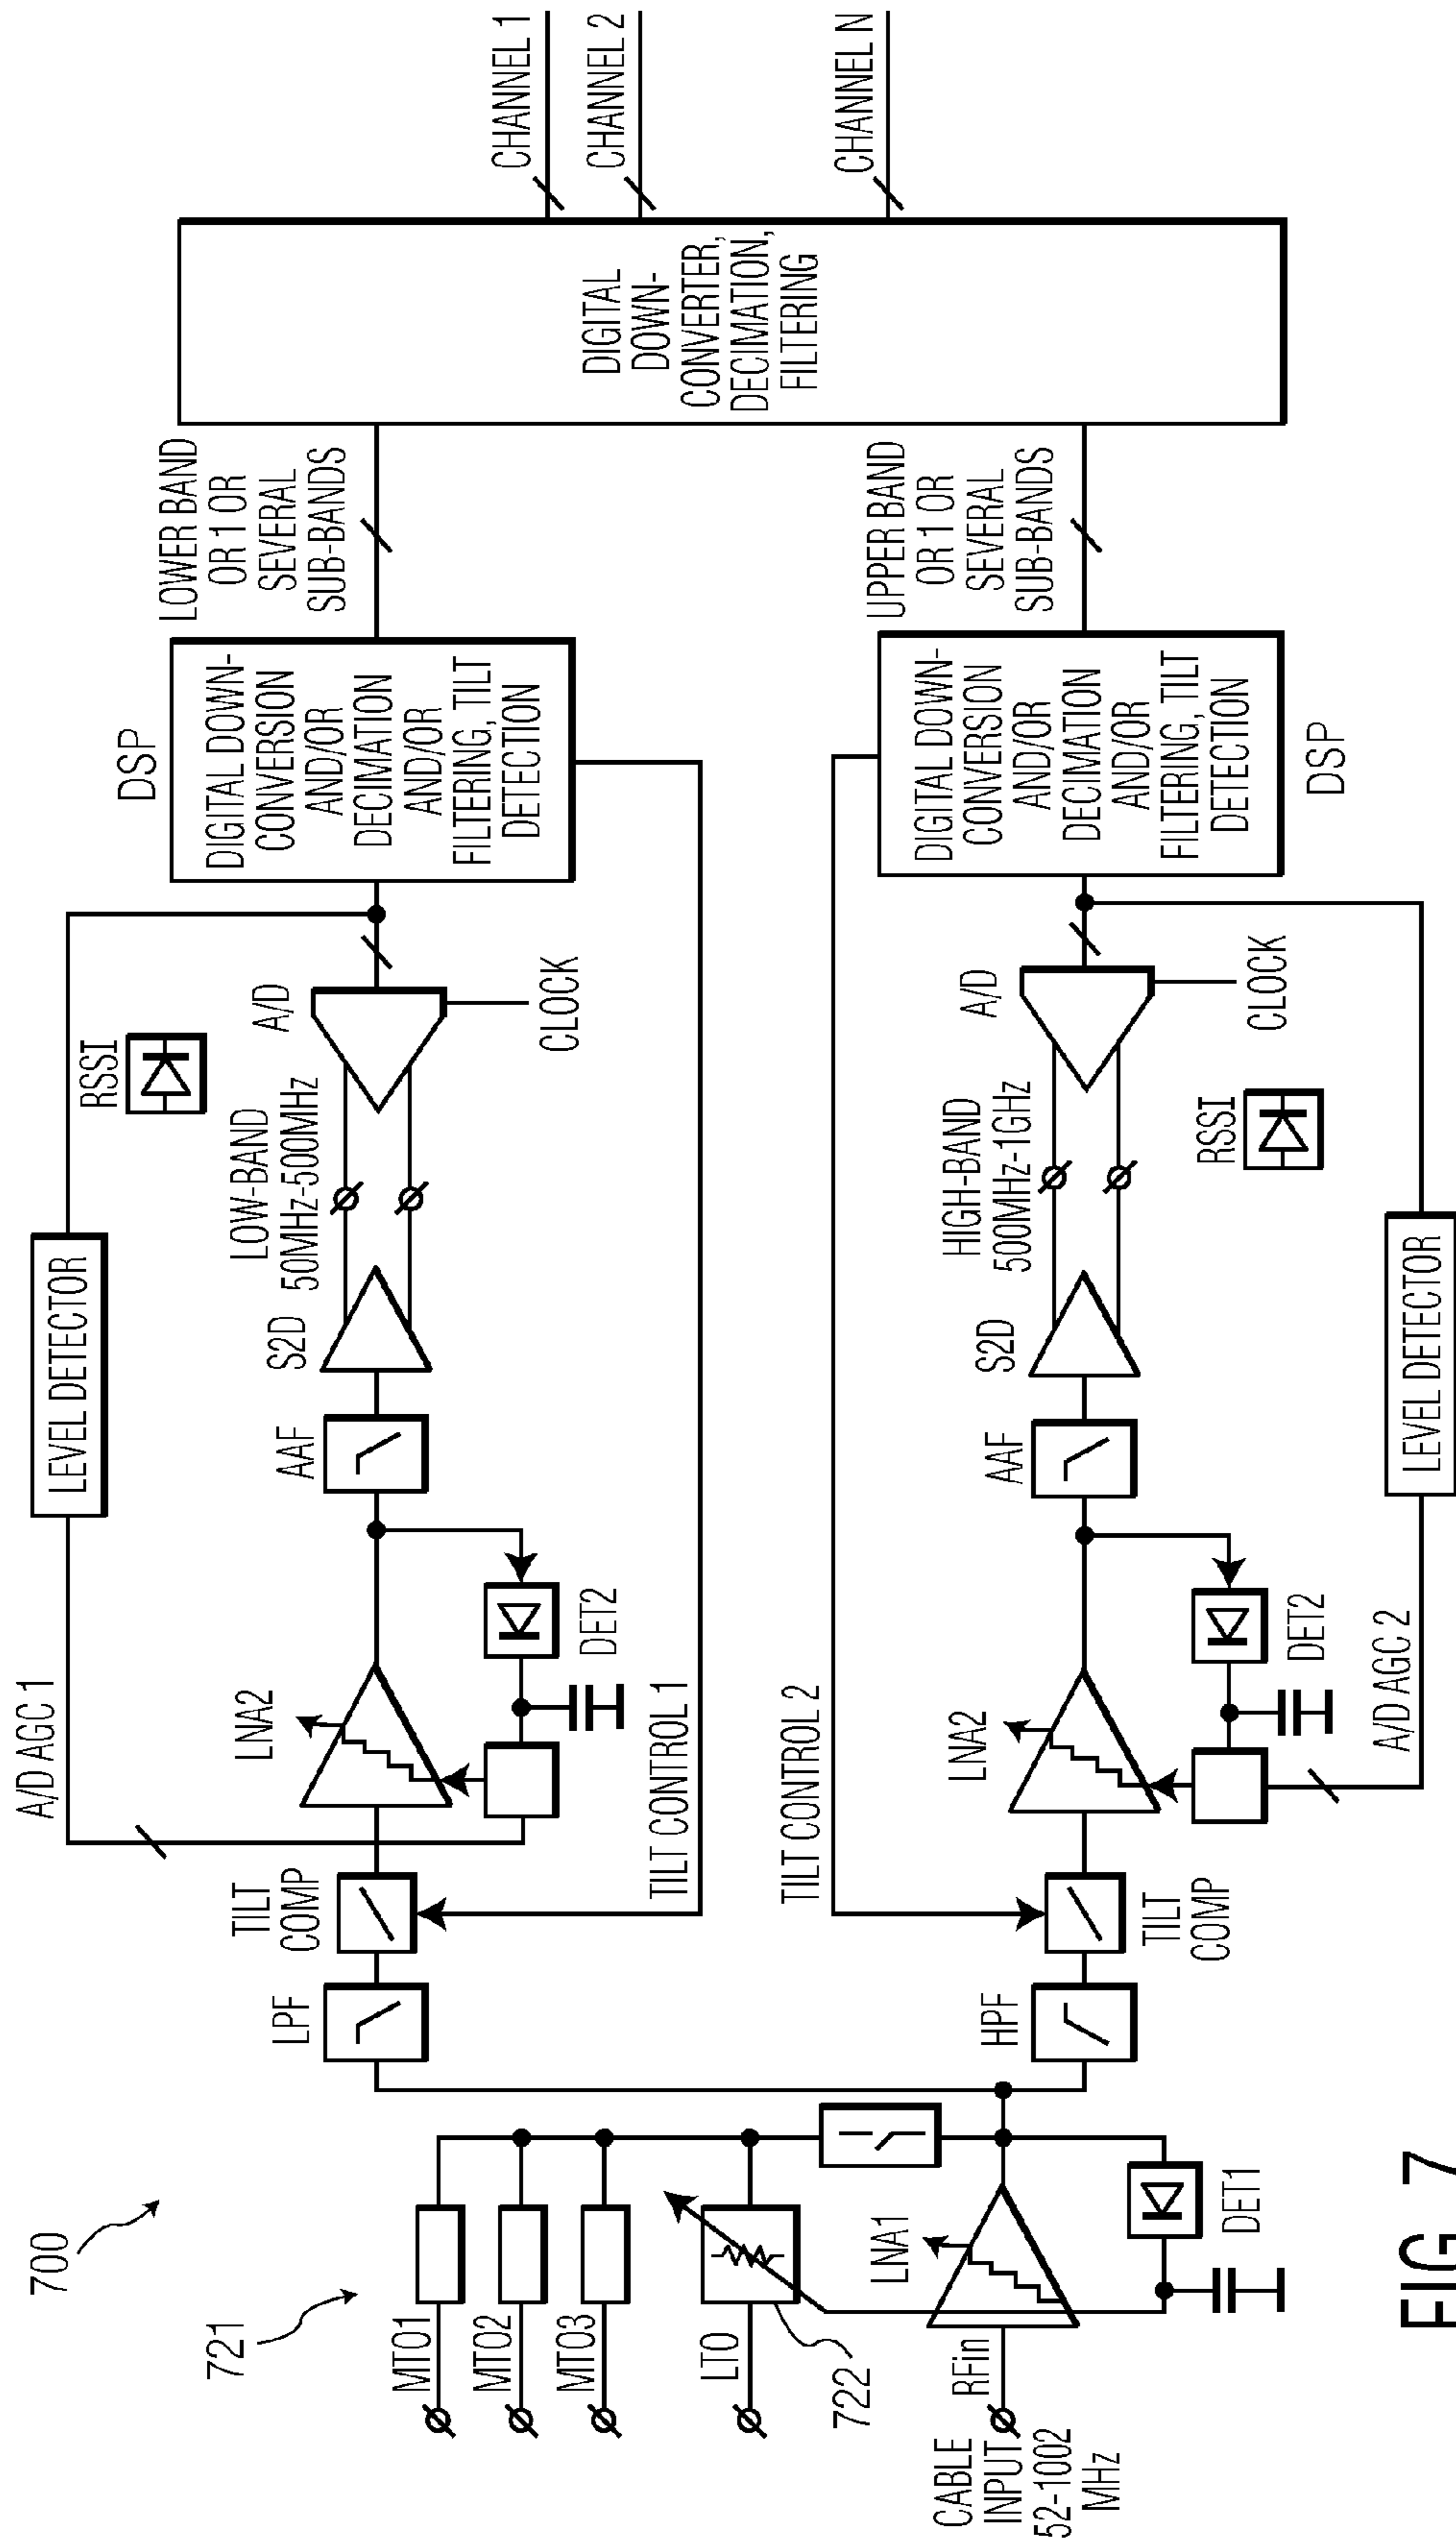 700
721
MTO1
MTO2
MTO3
LTO
722
CABLE
INPUT
52-1002
MHz
RFin
LNA1
DET1
LPF
TILT
COMP
A/D AGC 1
LNA2
DET2
LEVEL DETECTOR
AAF
S2D
LOW-BAND
50MHz-500MHz
RSSI
A/D
CLOCK
DSP
DIGITAL DOWN-
CONVERSION
AND/OR
DECIMATION
AND/OR
FILTERING, TILT
DETECTION
TILT CONTROL 1
LOWER BAND
OR 1 OR
SEVERAL
SUB-BANDS
HPF
TILT
COMP
TILT CONTROL 2
LNA2
DET2
A/D AGC 2
LEVEL DETECTOR
AAF
S2D
HIGH-BAND
500MHz-1GHz
RSSI
A/D
CLOCK
DIGITAL DOWN-
CONVERSION
AND/OR
DECIMATION
AND/OR
FILTERING, TILT
DETECTION
DSP
UPPER BAND
OR 1 OR
SEVERAL
SUB-BANDS
DIGITAL
DOWN-
CONVERTER,
DECIMATION,
FILTERING
CHANNEL 1
CHANNEL 2
CHANNEL N
FIG. 7